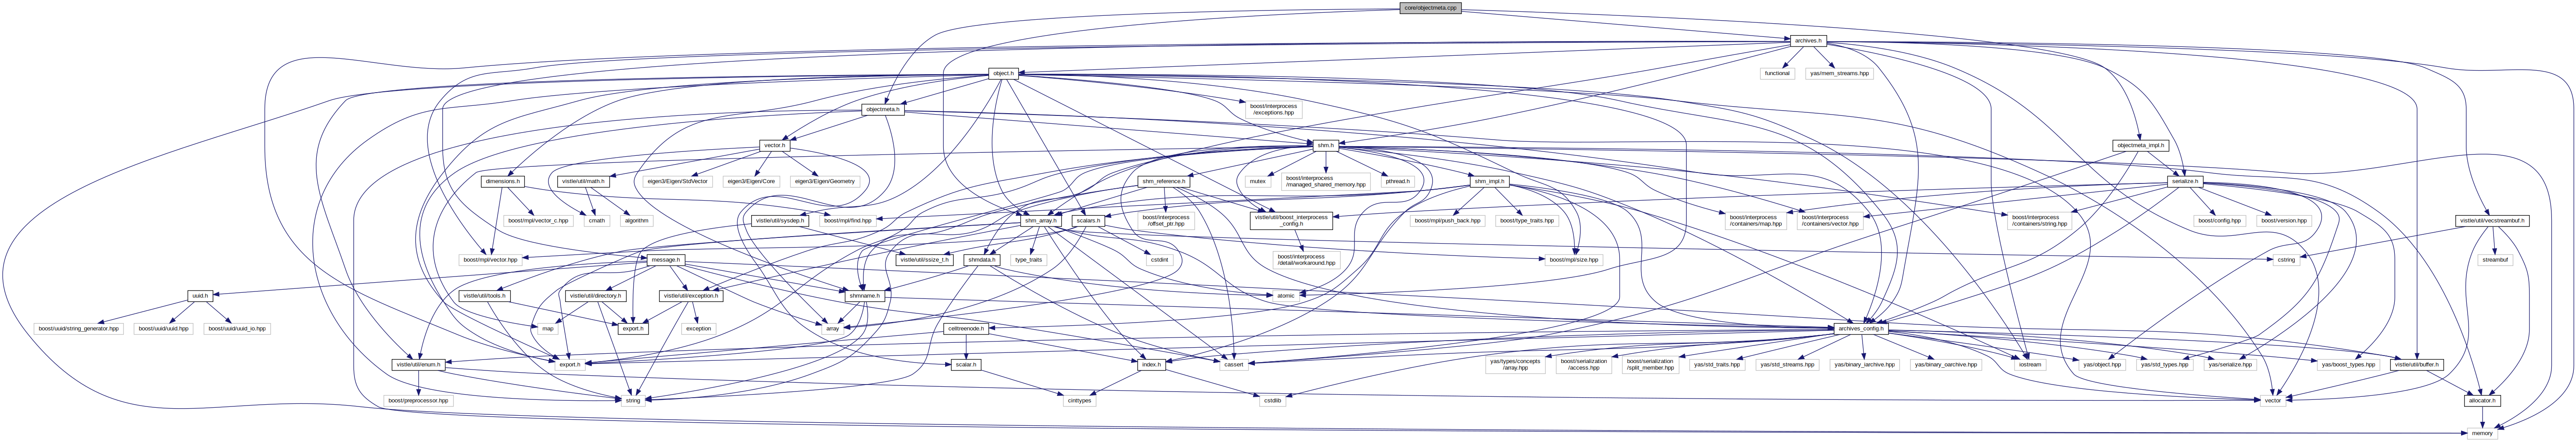 core/objectmeta.cpp
archives.h
object.h
functional
yas/mem_streams.hpp
objectmeta.h
boost/interprocess
/exceptions.hpp
vector.h
shm.h
objectmeta_impl.h
dimensions.h
vistle/util/math.h
eigen3/Eigen/StdVector
eigen3/Eigen/Core
eigen3/Eigen/Geometry
shm_reference.h
mutex
boost/interprocess
/managed_shared_memory.hpp
pthread.h
shm_impl.h
serialize.h
boost/mpl/vector_c.hpp
cmath
algorithm
vistle/util/sysdep.h
boost/mpl/find.hpp
shm_array.h
scalars.h
boost/interprocess
/offset_ptr.hpp
vistle/util/boost_interprocess
_config.h
boost/mpl/push_back.hpp
boost/type_traits.hpp
boost/interprocess
/containers/map.hpp
boost/interprocess
/containers/vector.hpp
boost/interprocess
/containers/string.hpp
boost/config.hpp
boost/version.hpp
vistle/util/vecstreambuf.h
boost/mpl/vector.hpp
message.h
vistle/util/ssize_t.h
shmdata.h
type_traits
cstdint
boost/interprocess
/detail/workaround.hpp
boost/mpl/size.hpp
cstring
streambuf
uuid.h
vistle/util/tools.h
vistle/util/directory.h
vistle/util/exception.h
shmname.h
atomic
boost/uuid/string_generator.hpp
boost/uuid/uuid.hpp
boost/uuid/uuid_io.hpp
map
export.h
exception
array
celltreenode.h
archives_config.h
vistle/util/enum.h
export.h
scalar.h
index.h
cassert
yas/types/concepts
/array.hpp
boost/serialization
/access.hpp
boost/serialization
/split_member.hpp
yas/std_traits.hpp
yas/std_streams.hpp
yas/binary_iarchive.hpp
yas/binary_oarchive.hpp
iostream
yas/object.hpp
yas/std_types.hpp
yas/serialize.hpp
yas/boost_types.hpp
vistle/util/buffer.h
boost/preprocessor.hpp
string
cinttypes
cstdlib
vector
allocator.h
memory